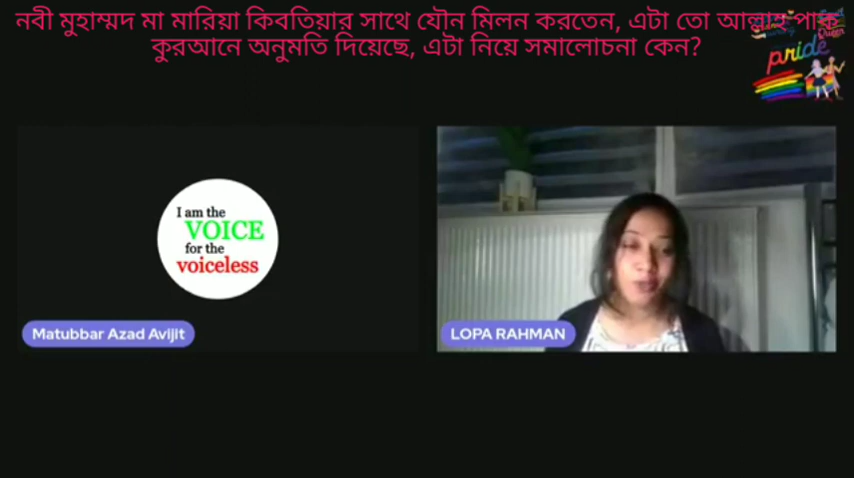 নবী মুহাম্মদ মা মারিয়া কিবতিয়ার সাথে যৌন মিলন করতেন, এটা তো আল্লাহ পাক
কুরআনে অনুমতি দিয়েছে, এটা নিয়ে সমালোচনা কেন?
pride
I am the
VOICE
for the
voiceless
Matubbar Azad Avijit
LOPA RAHMAN